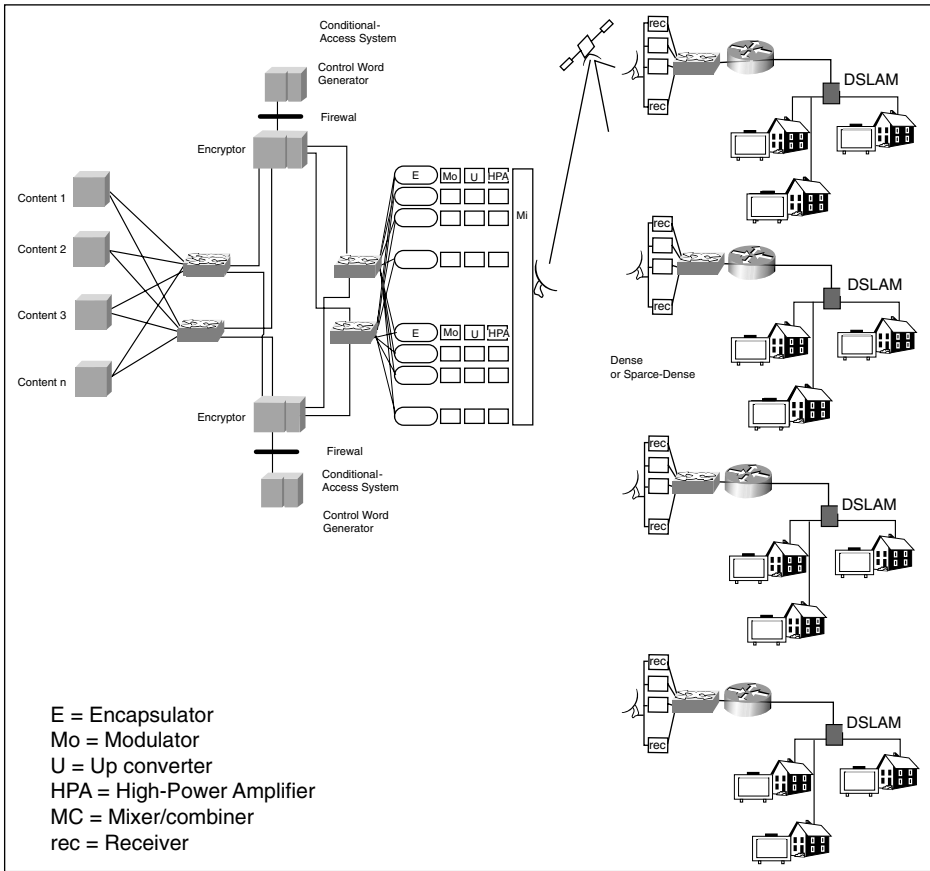 Conditional-
Access System
Control Word
Generator
Firewal
Encryptor
Content 1
Content 2
Content 3
Content n
E
Mo
U
HPA
Mi
E
Mo
U
HPA
Encryptor
Firewal
Conditional-
Access System
Control Word
Generator
rec
rec
DSLAM
rec
rec
DSLAM
Dense
or Sparce-Dense
rec
rec
DSLAM
rec
rec
DSLAM
E = Encapsulator
Mo = Modulator
U = Up converter
HPA = High-Power Amplifier
MC = Mixer/combiner
rec = Receiver